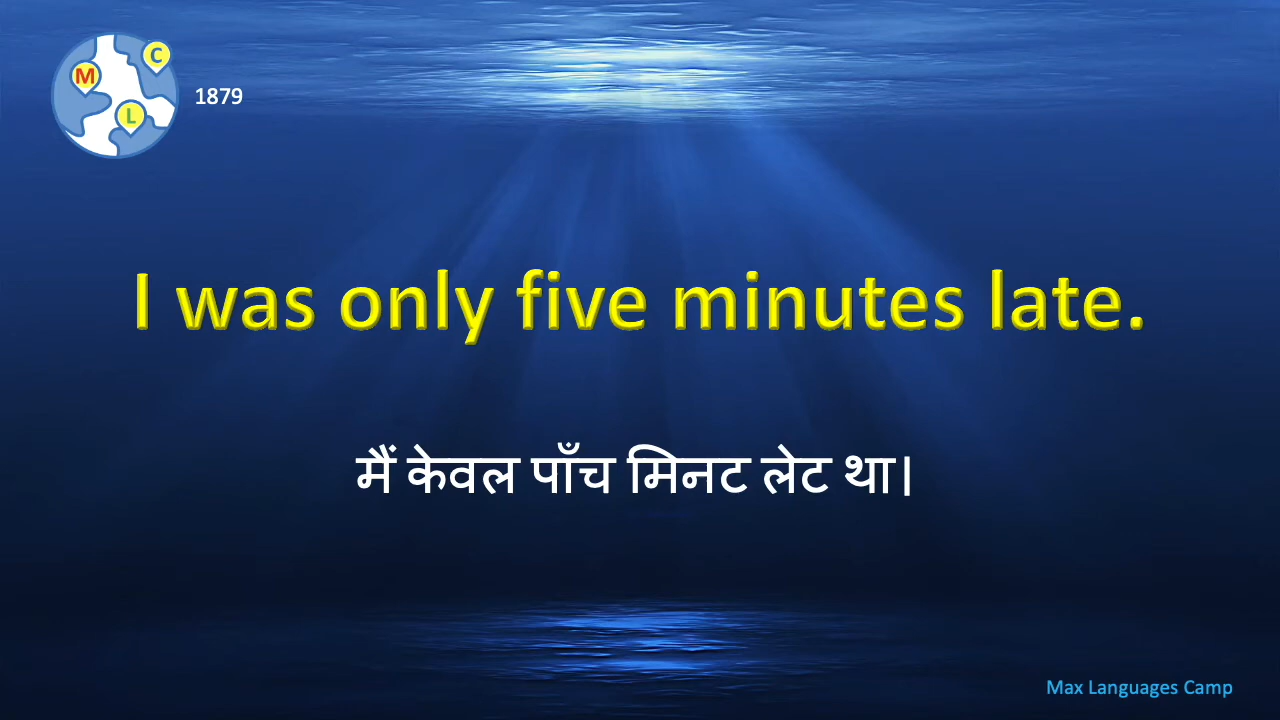 C
M
L
1879
I was only five minutes late.
मैं केवल पाँच मिनट लेट था।
Max Languages Camp